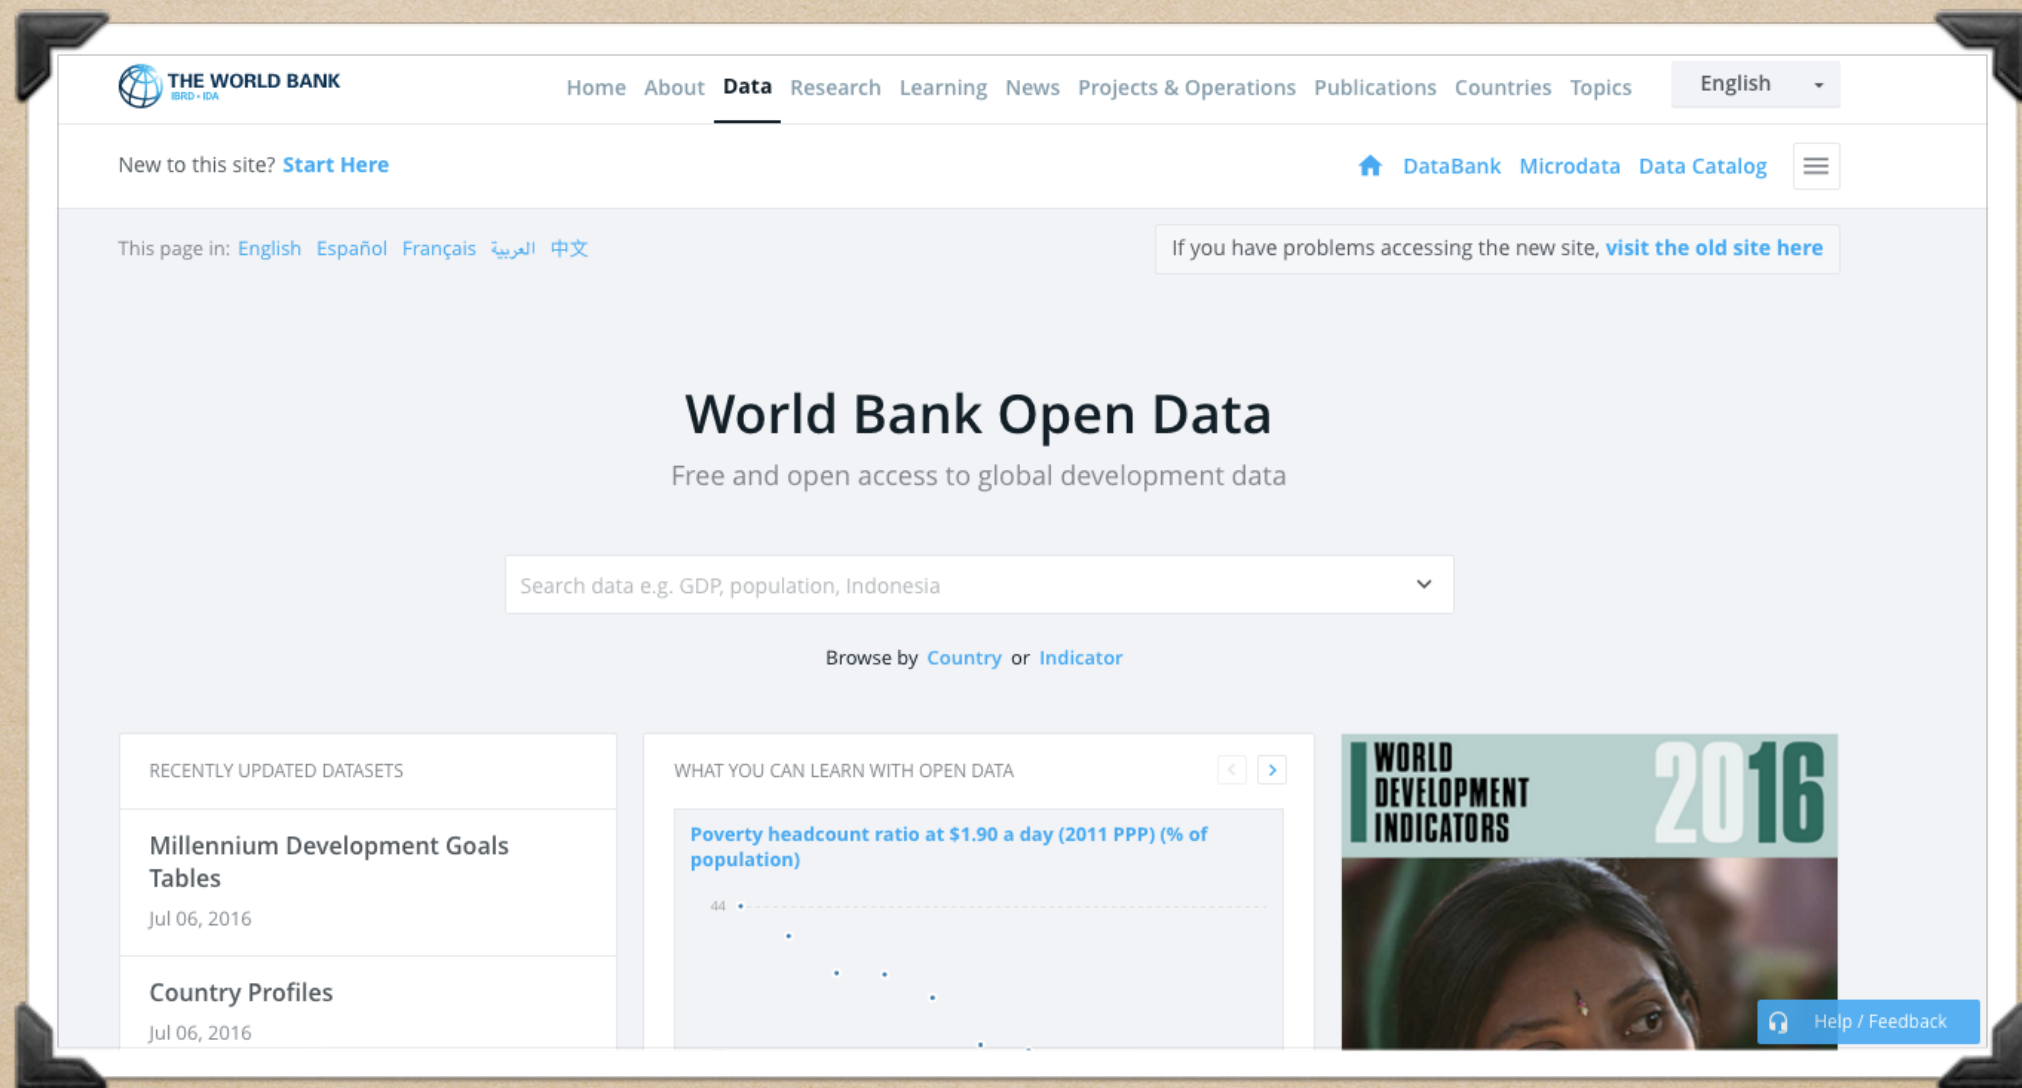 THE WORLD BANK
IBRD • IDA
Home About Data Research Learning News Projects & Operations Publications Countries Topics
English
New to this site? Start Here
DataBank Microdata Data Catalog
This page in: English Español Français العربية 中文
If you have problems accessing the new site, visit the old site here
World Bank Open Data
Free and open access to global development data
Search data e.g. GDP, population, Indonesia
Browse by Country or Indicator
RECENTLY UPDATED DATASETS
Millennium Development Goals
Tables
Jul 06, 2016
Country Profiles
Jul 06, 2016
WHAT YOU CAN LEARN WITH OPEN DATA
Poverty headcount ratio at $1.90 a day (2011 PPP) (% of
population)
44
WORLD
DEVELOPMENT
INDICATORS
2016
Help / Feedback